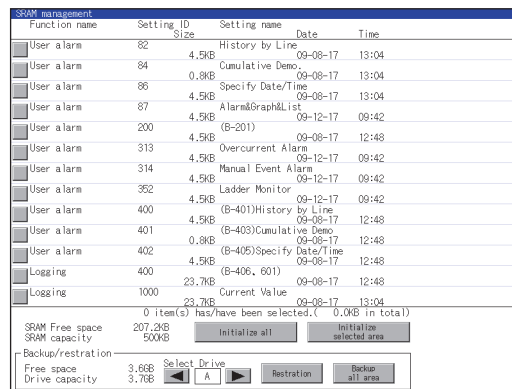 SRAM management
Function name Setting ID Setting name
Size Date Time
User alarm 82 History by Line
4.5KB 09-08-17 13:04
User alarm 84 Cumulative Demo.
0.8KB 09-08-17 13:04
User alarm 86 Specify Date/Time
4.5KB 09-08-17 13:04
User alarm 87 Alarm&Graph&List
4.5KB 09-12-17 09:42
User alarm 200 (B-201)
4.5KB 09-08-17 12:48
User alarm 313 Overcurrent Alarm
4.5KB 09-12-17 09:42
User alarm 314 Manual Event Alarm
4.5KB 09-12-17 09:42
User alarm 352 Ladder Monitor
4.5KB 09-12-17 09:42
User alarm 400 (B-401)History by Line
4.5KB 09-08-17 12:48
User alarm 401 (B-403)Cumulative Demo
0.8KB 09-08-17 12:48
User alarm 402 (B-405)Specify Date/Time
4.5KB 09-08-17 12:48
Logging 400 (B-406、601)
23.7KB 09-08-17 12:48
Logging 1000 Current Value
23.7KB 09-08-17 13:04
0 item(s) has/have been selected.( 0.0KB in total)
SRAM Free space 207.2KB
SRAM capacity 500KB
Initialize all
Initialize
selected area
Backup/restration
Free space 3.6GB
Drive capacity 3.7GB
Select Drive
A
Restration
Backup
all area